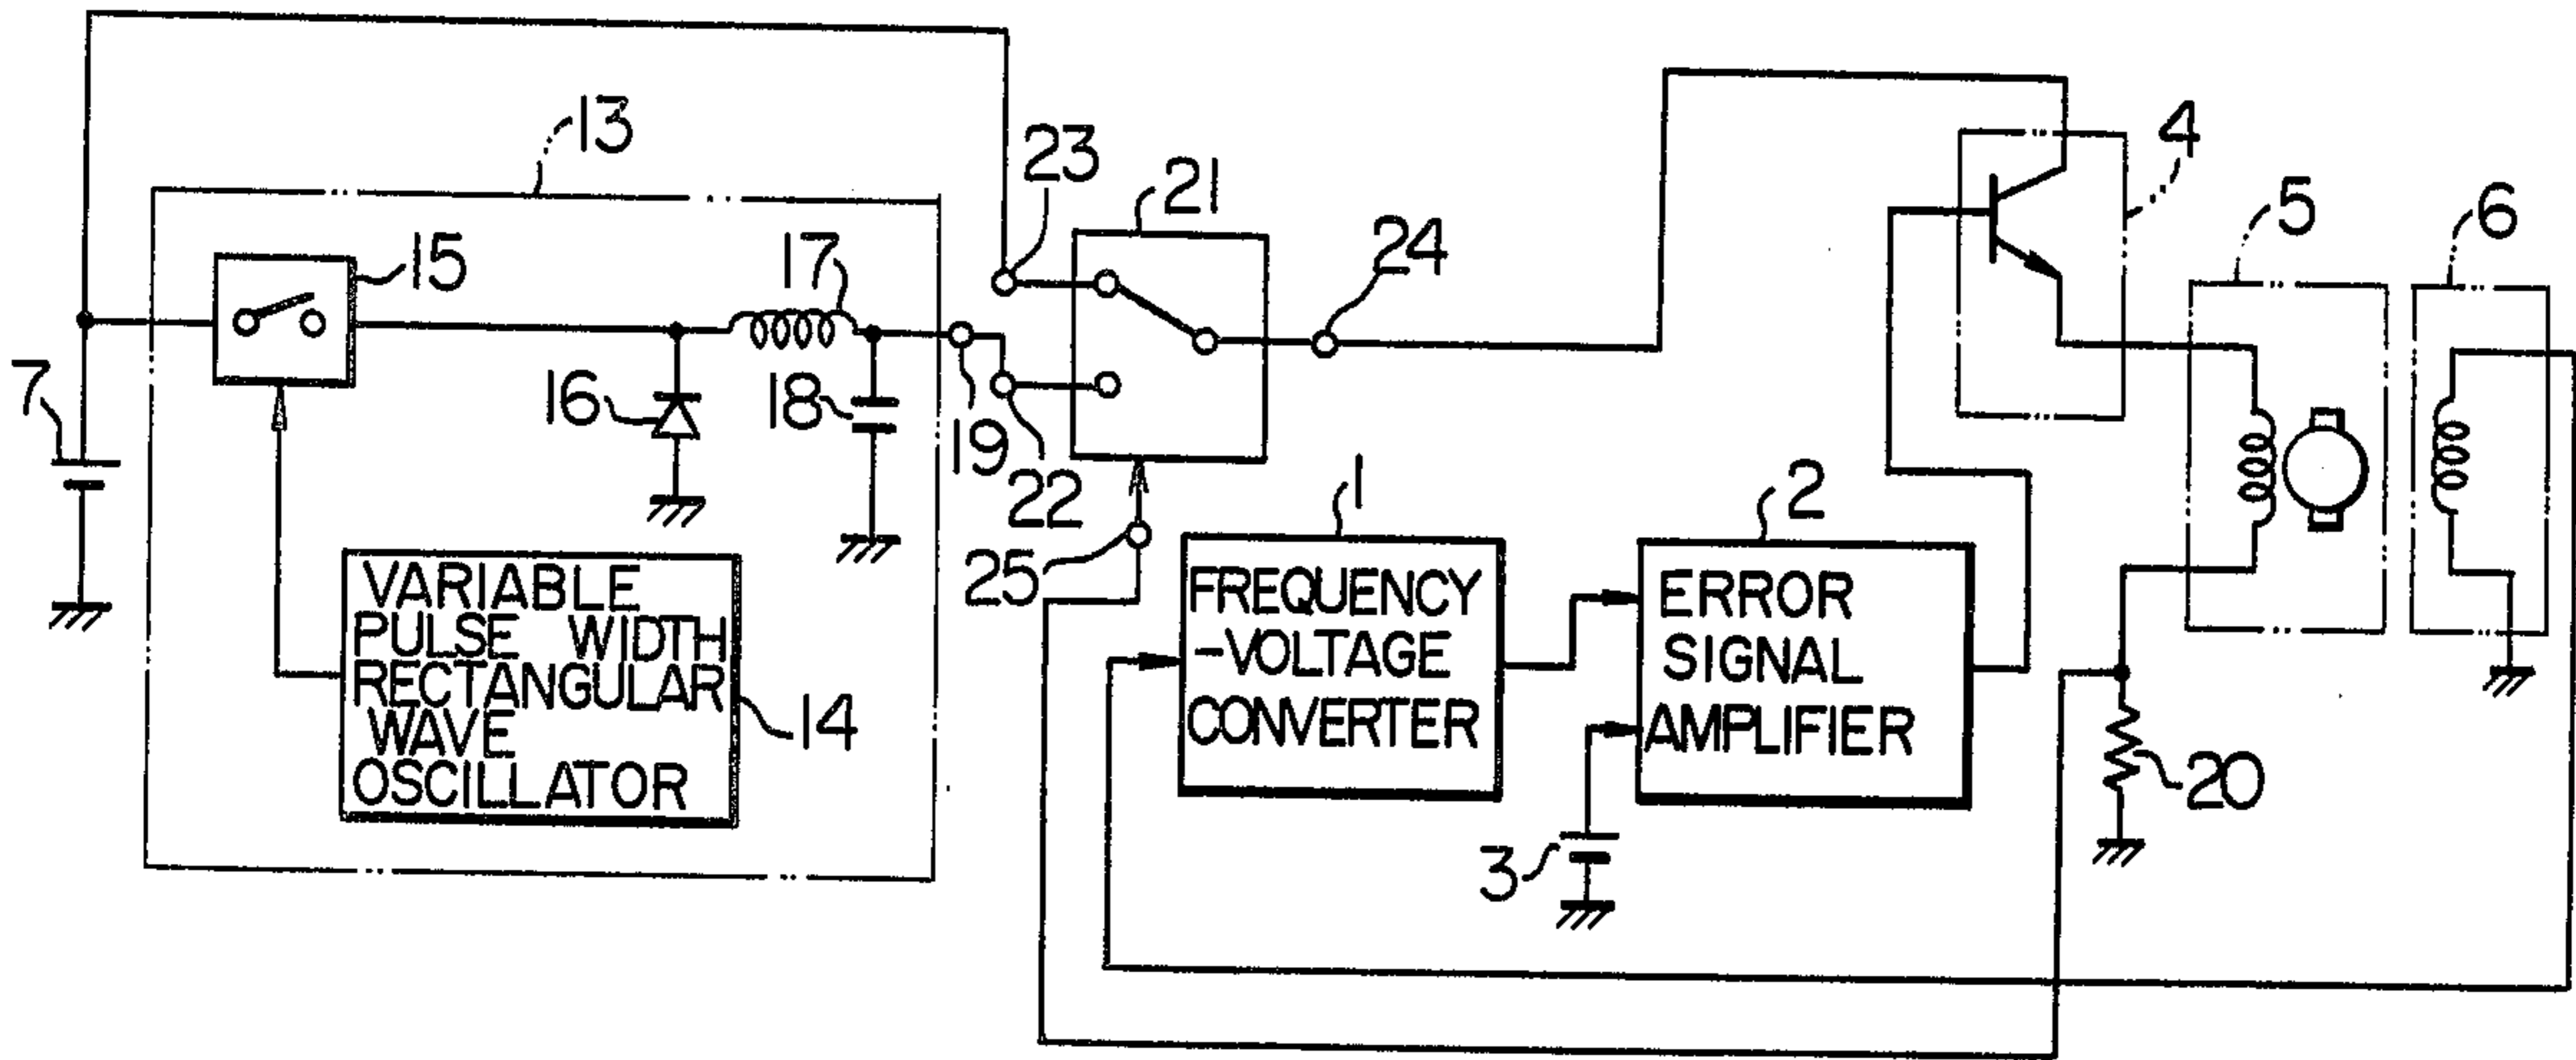 13
23
21
4
5
6
15
17
24
7
16
18
19
22
25
1
2
VARIABLE
PULSE WIDTH
RECTANGULAR
WAVE
OSCILLATOR
14
FREQUENCY
-VOLTAGE
CONVERTER
ERROR
SIGNAL
AMPLIFIER
3
20